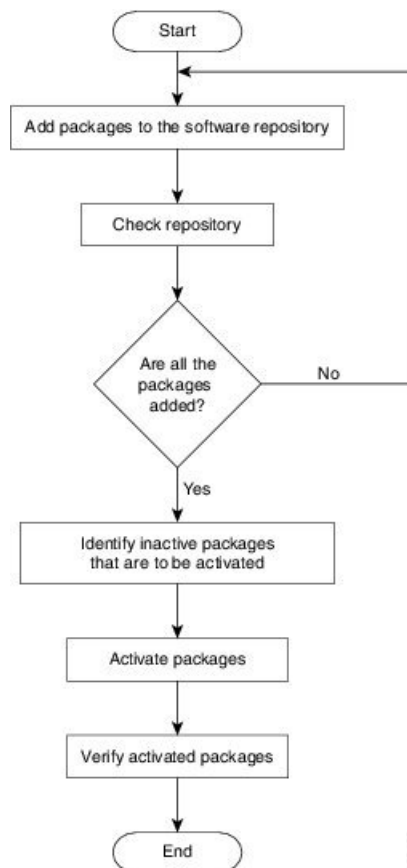 Start
Add packages to the software repository
Check repository
Are all the
packages
added?
No
Yes
Identify inactive packages
that are to be activated
Activate packages
Verify activated packages
End